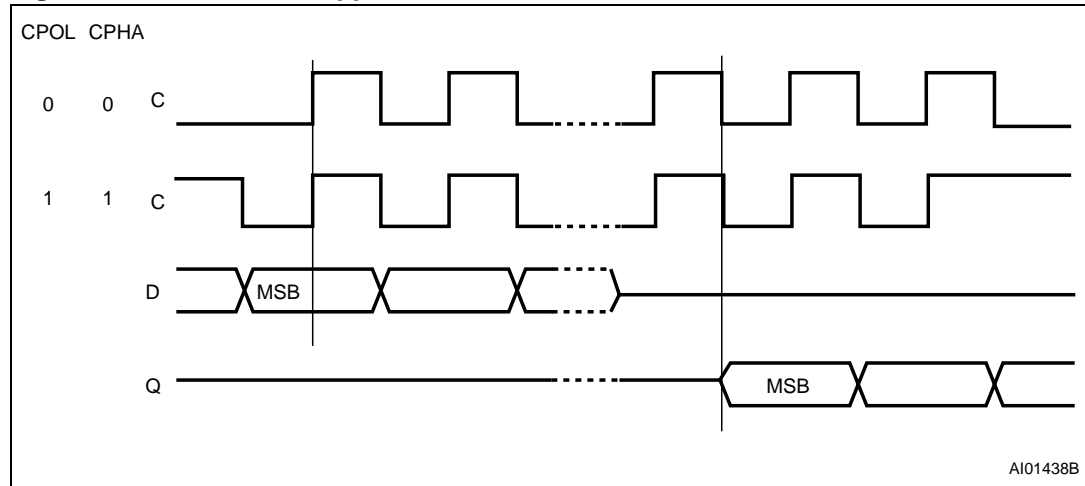 CPOL CPHA
0 0 C
1 1 C
D MSB
Q MSB
AI01438B